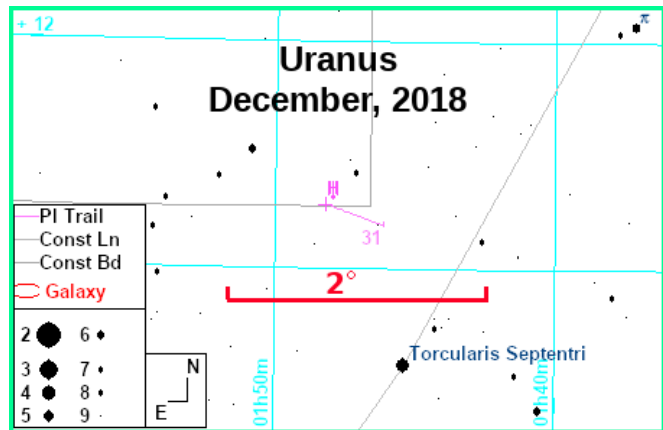 + 12
π
Uranus
December, 2018
31
Pl Trail
Const Ln
Const Bd
Galaxy
2°
2 6
3 7
4 8
5 9
N
E
Torcularis Septentri
01h50m
01h40m